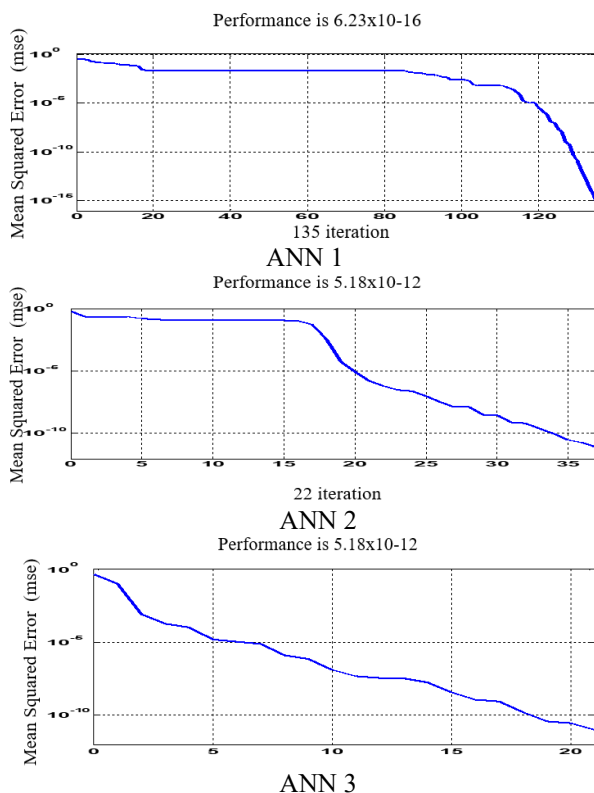 Performance is 6.23x10-16
Mean Squared Error (mse)
10⁰
10⁻⁵
10⁻¹⁰
10⁻¹⁵
0 20 40 60 80 100 120
135 iteration
ANN 1
Performance is 5.18x10-12
Mean Squared Error (mse)
10⁰
10⁻⁵
10⁻¹⁰
0 5 10 15 20 25 30 35
22 iteration
ANN 2
Performance is 5.18x10-12
Mean Squared Error (mse)
10⁰
10⁻⁵
10⁻¹⁰
0 5 10 15 20
ANN 3